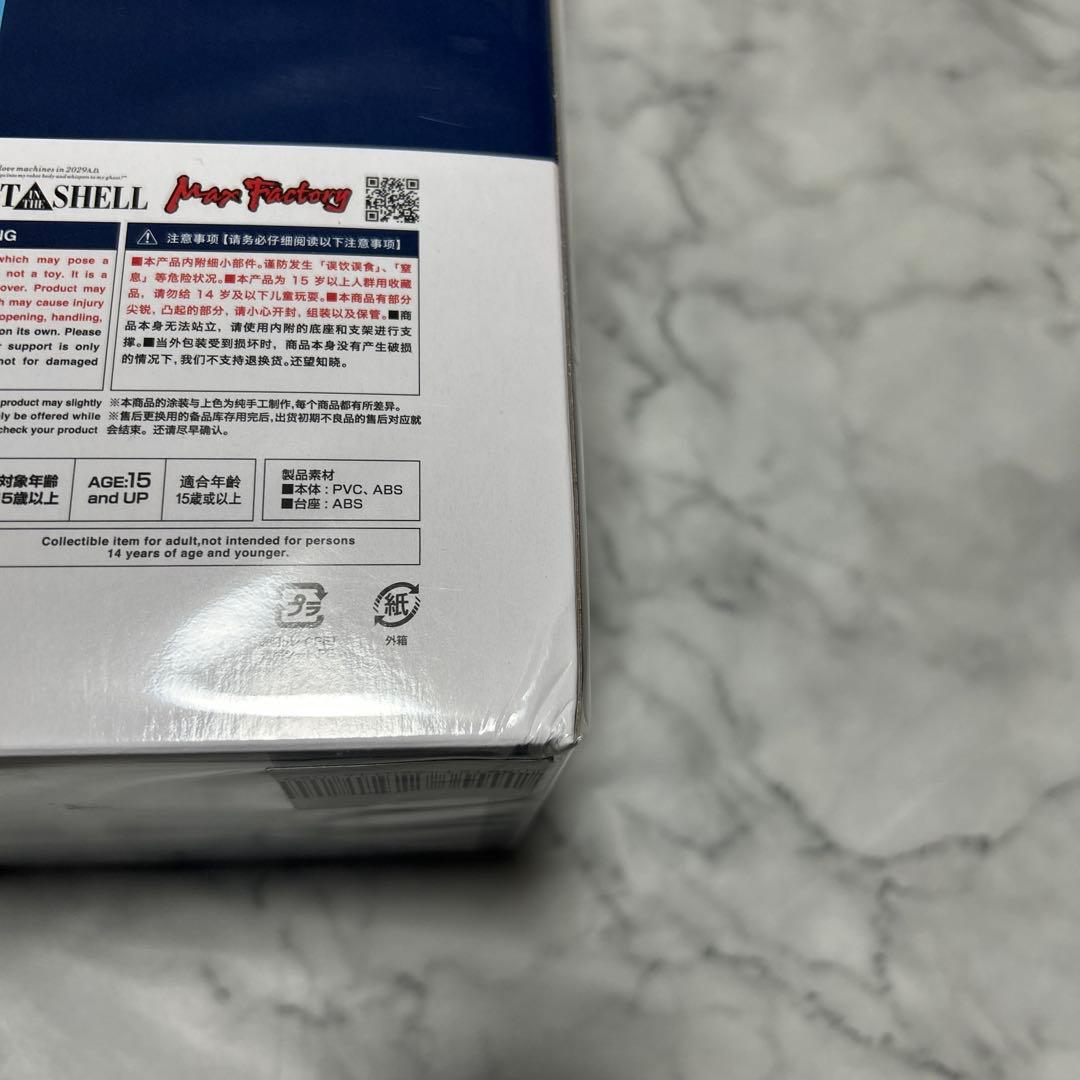 love machines in 2029A.D.
into my robot body and whispen to my ghost?"
T IN THE SHELL
Max Factory
NG
which may pose a
not a toy. It is a
over. Product may
h may cause injury
opening, handling,
on its own. Please
r support is only
not for damaged
注意事项【请务必仔细阅读以下注意事项】
■本产品内附细小部件。谨防发生「误饮误食」、「窒
息」等危险状况。■本产品为 15 岁以上人群用收藏
品，请勿给 14 岁及以下儿童玩耍。■本商品有部分
尖锐，凸起的部分，请小心开封，组装以及保管。■商
品本身无法站立，请使用内附的底座和支架进行支
撑。■当外包装受到损坏时，商品本身没有产生破损
的情况下，我们不支持退换货。还望知晓。
product may slightly
ly be offered while
check your product
※本商品的涂装与上色为纯手工制作，每个商品都有所差异。
※售后更换用的备品库存用完后，出货初期不良品的售后对应就
会结束。还请尽早确认。
対象年齢
5歳以上
AGE:15
and UP
適合年齡
15歲或以上
製品素材
■本体：PVC、ABS
■台座：ABS
Collectible item for adult,not intended for persons
14 years of age and younger.
プラ
紙
外箱